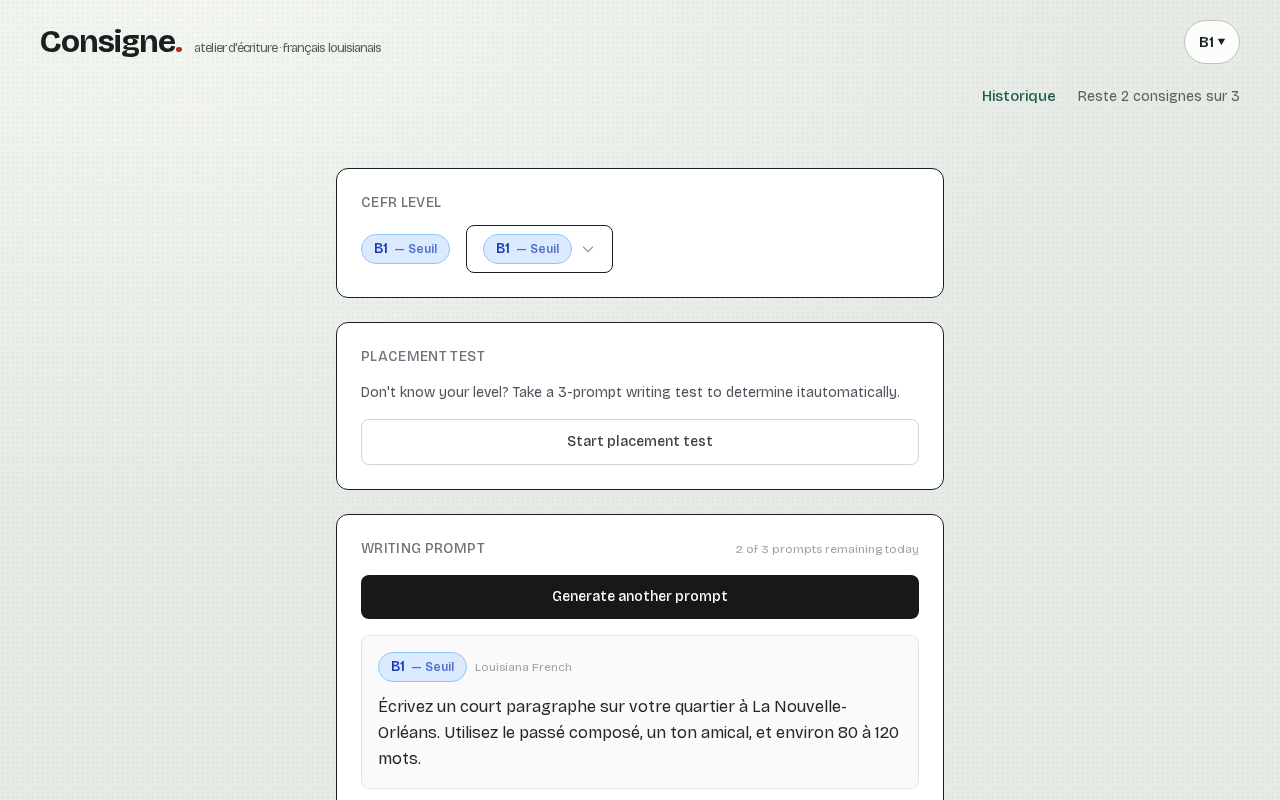 Consigne. atelier d'écriture · français louisianais
B1 ▼
Historique Reste 2 consignes sur 3
CEFR LEVEL
B1 — Seuil B1 — Seuil
PLACEMENT TEST
Don't know your level? Take a 3-prompt writing test to determine itautomatically.
Start placement test
WRITING PROMPT 2 of 3 prompts remaining today
Generate another prompt
B1 — Seuil Louisiana French
Écrivez un court paragraphe sur votre quartier à La Nouvelle-
Orléans. Utilisez le passé composé, un ton amical, et environ 80 à 120
mots.